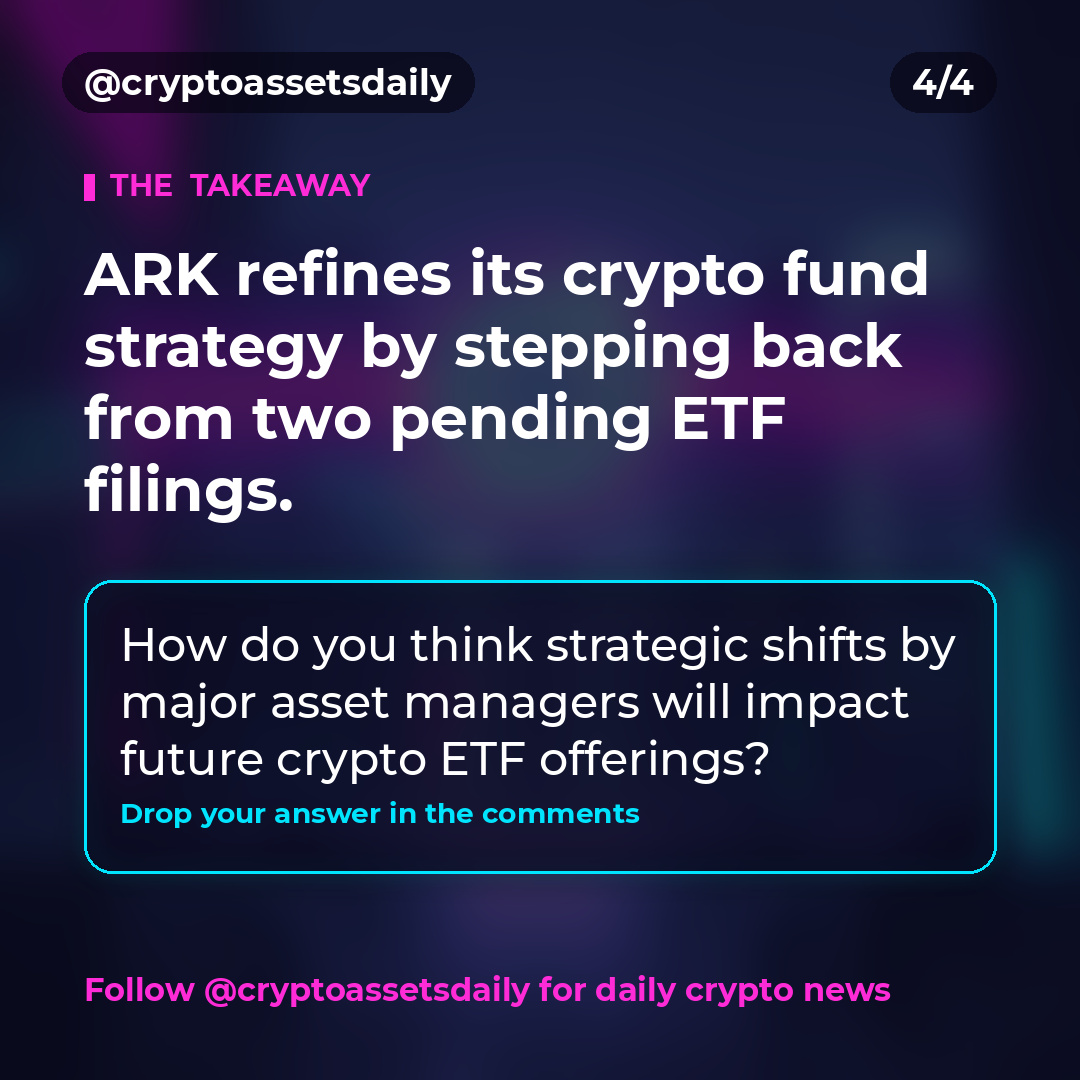 @cryptoassetsdaily
4/4
THE TAKEAWAY
ARK refines its crypto fund
strategy by stepping back
from two pending ETF
filings.
How do you think strategic shifts by
major asset managers will impact
future crypto ETF offerings?
Drop your answer in the comments
Follow @cryptoassetsdaily for daily crypto news